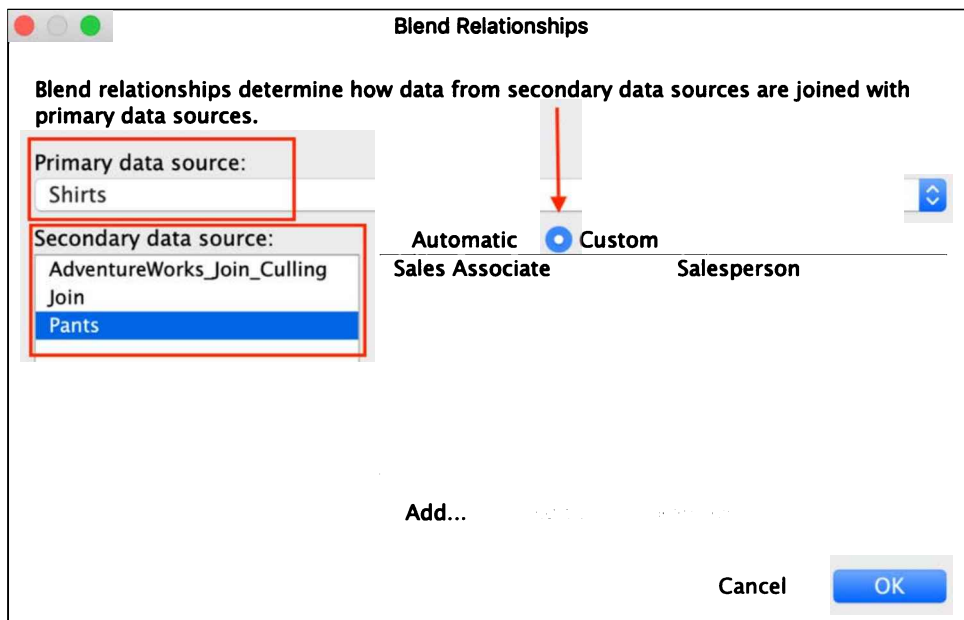 Blend Relationships
Blend relationships determine how data from secondary data sources are joined with
primary data sources.
Primary data source:
Shirts
Secondary data source:
Automatic Custom
AdventureWorks_Join_Culling
Join
Pants
Sales Associate Salesperson
Add...
Cancel OK